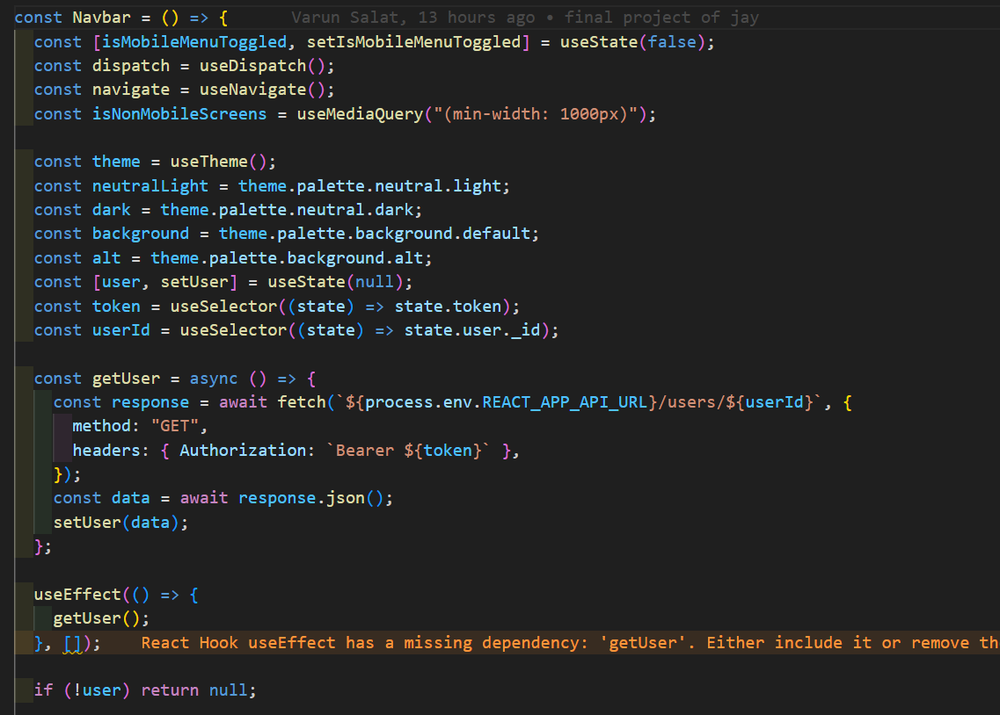 const Navbar = () => {       Varun Salat, 13 hours ago • final project of jay
  const [isMobileMenuToggled, setIsMobileMenuToggled] = useState(false);
  const dispatch = useDispatch();
  const navigate = useNavigate();
  const isNonMobileScreens = useMediaQuery("(min-width: 1000px)");

  const theme = useTheme();
  const neutralLight = theme.palette.neutral.light;
  const dark = theme.palette.neutral.dark;
  const background = theme.palette.background.default;
  const alt = theme.palette.background.alt;
  const [user, setUser] = useState(null);
  const token = useSelector((state) => state.token);
  const userId = useSelector((state) => state.user._id);

  const getUser = async () => {
    const response = await fetch(`${process.env.REACT_APP_API_URL}/users/${userId}`, {
      method: "GET",
      headers: { Authorization: `Bearer ${token}` },
    });
    const data = await response.json();
    setUser(data);
  };

  useEffect(() => {
    getUser();
  }, []);    React Hook useEffect has a missing dependency: 'getUser'. Either include it or remove th

  if (!user) return null;